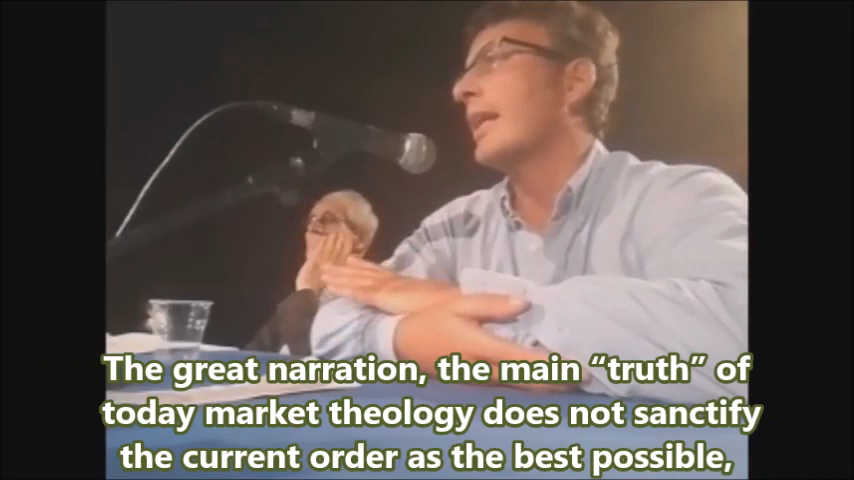 The great narration, the main “truth” of
today market theology does not sanctify
the current order as the best possible,